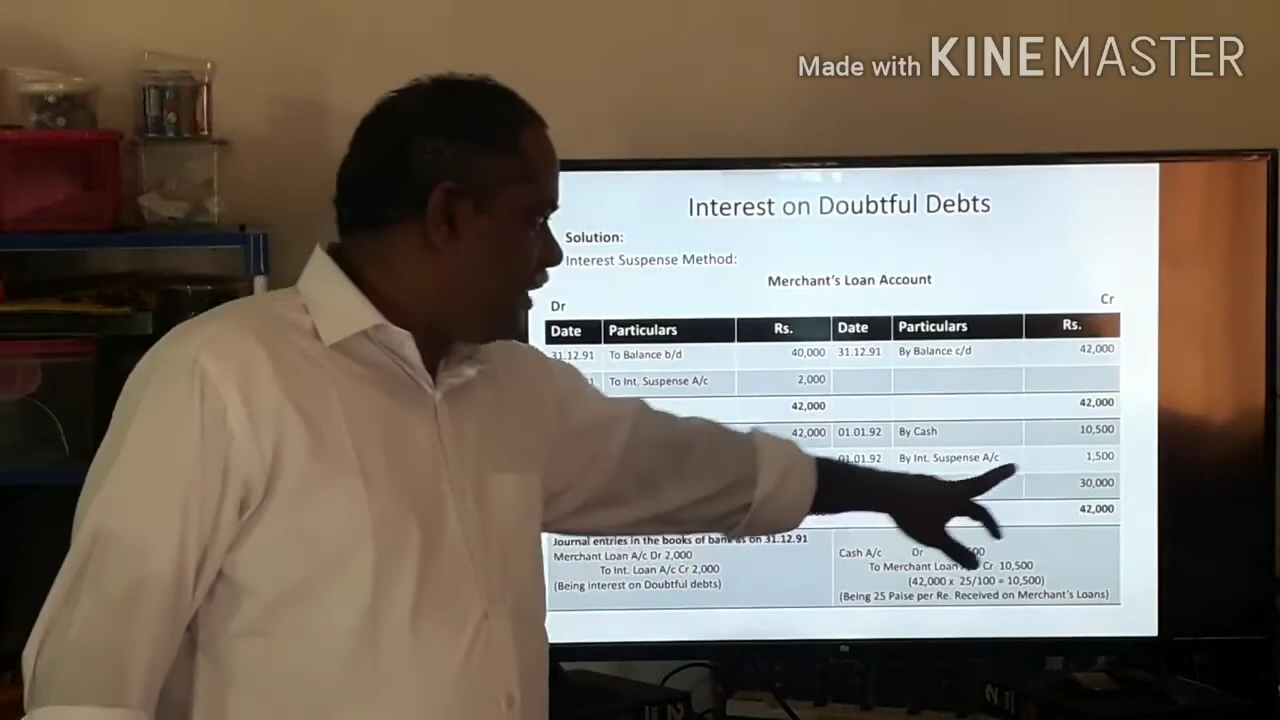 Made with KINEMASTER
Interest on Doubtful Debts
Solution:
Interest Suspense Method:
Merchant's Loan Account
Dr Cr
Date Particulars Rs. Date Particulars Rs.
31.12.91 To Balance b/d 40,000 31.12.91 By Balance c/d 42,000
To Int. Suspense A/c 2,000
42,000 42,000
42,000 01.01.92 By Cash 10,500
01.01.92 By Int. Suspense A/c 1,500
30,000
42,000
Journal entries in the books of bank as on 31.12.91
Merchant Loan A/c Dr 2,000
To Int. Loan A/c Cr 2,000
(Being interest on Doubtful debts)
Cash A/c Dr
To Merchant Loan Cr 10,500
(42,000 x 25/100 = 10,500)
(Being 25 Paise per Re. Received on Merchant's Loans)